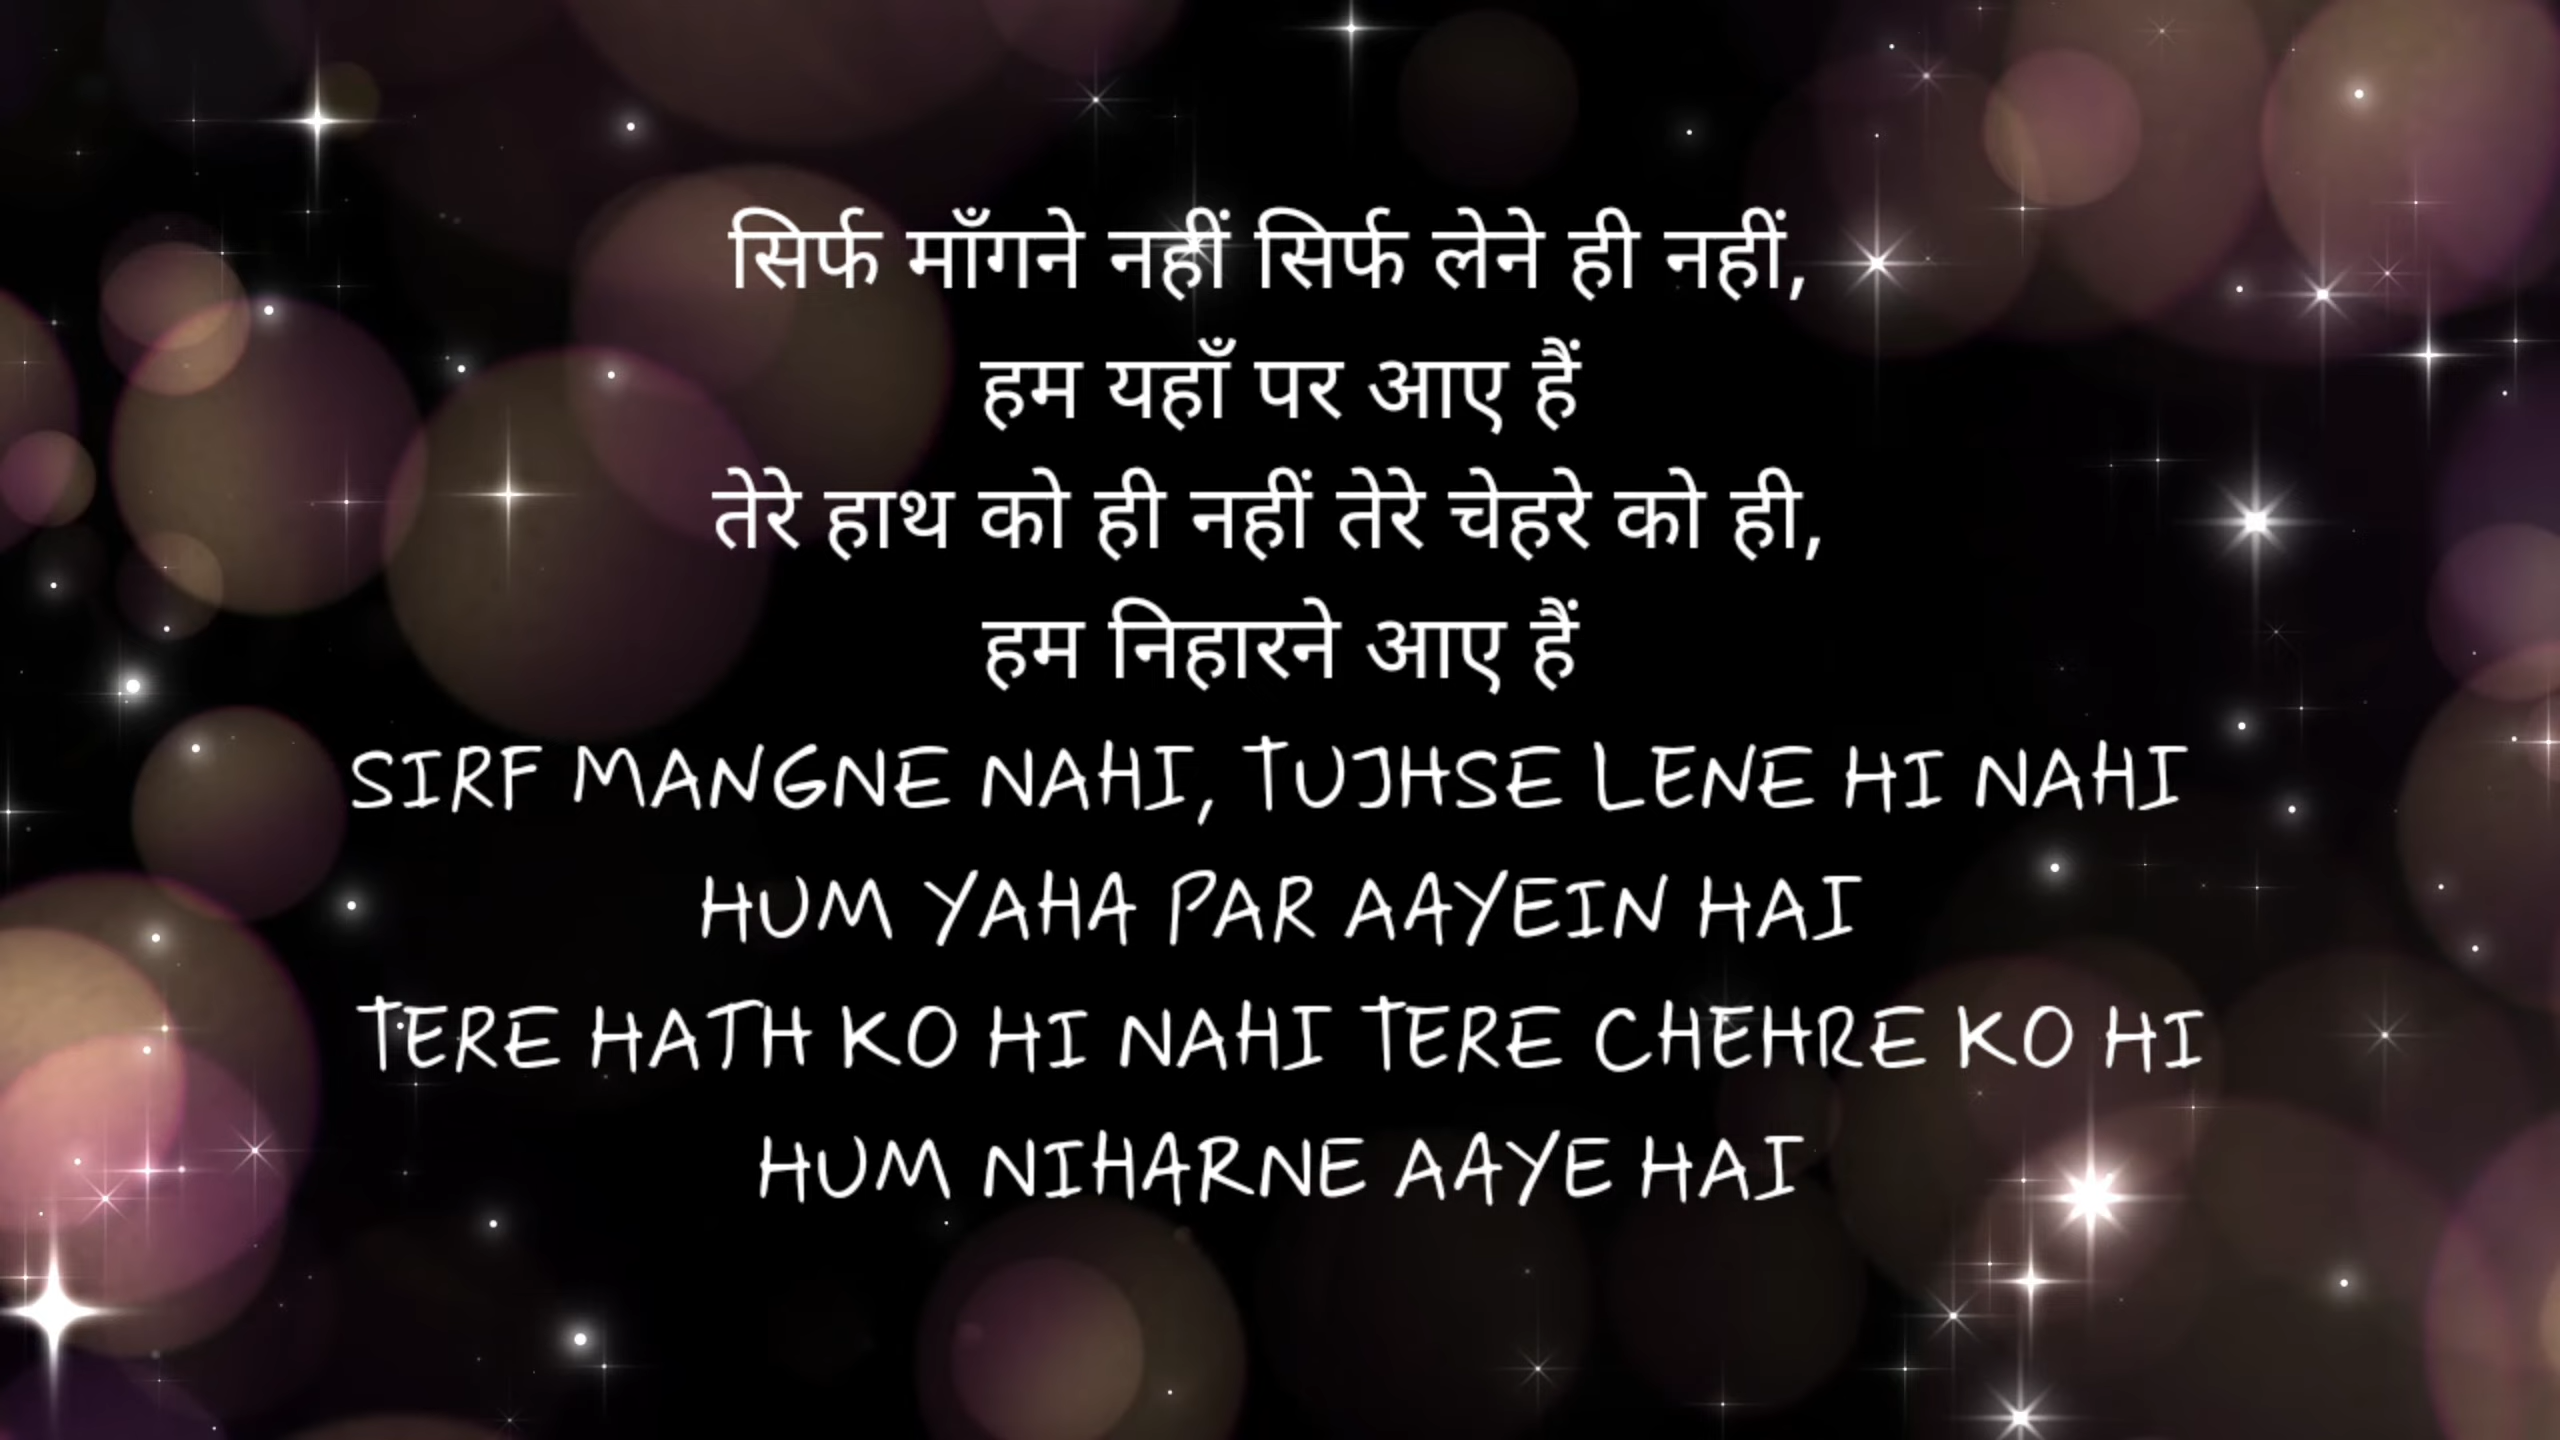 सिर्फ माँगने नहीं सिर्फ लेने ही नहीं,
हम यहाँ पर आए हैं
तेरे हाथ को ही नहीं तेरे चेहरे को ही,
हम निहारने आए हैं
SIRF MANGNE NAHI, TUJHSE LENE HI NAHI
HUM YAHA PAR AAYEIN HAI
TERE HATH KO HI NAHI TERE CHEHRE KO HI
HUM NIHARNE AAYE HAI